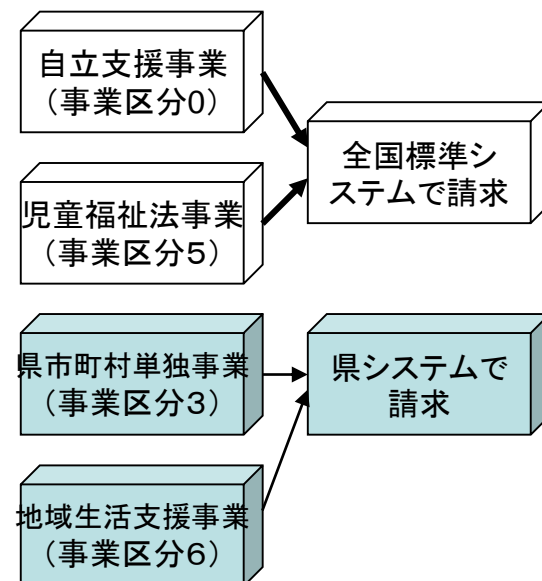 自立支援事業
（事業区分0）
全国標準シ
ステムで請求
児童福祉法事業
（事業区分５）
県市町村単独事業
（事業区分３）
県システムで
請求
地域生活支援事業
（事業区分６）